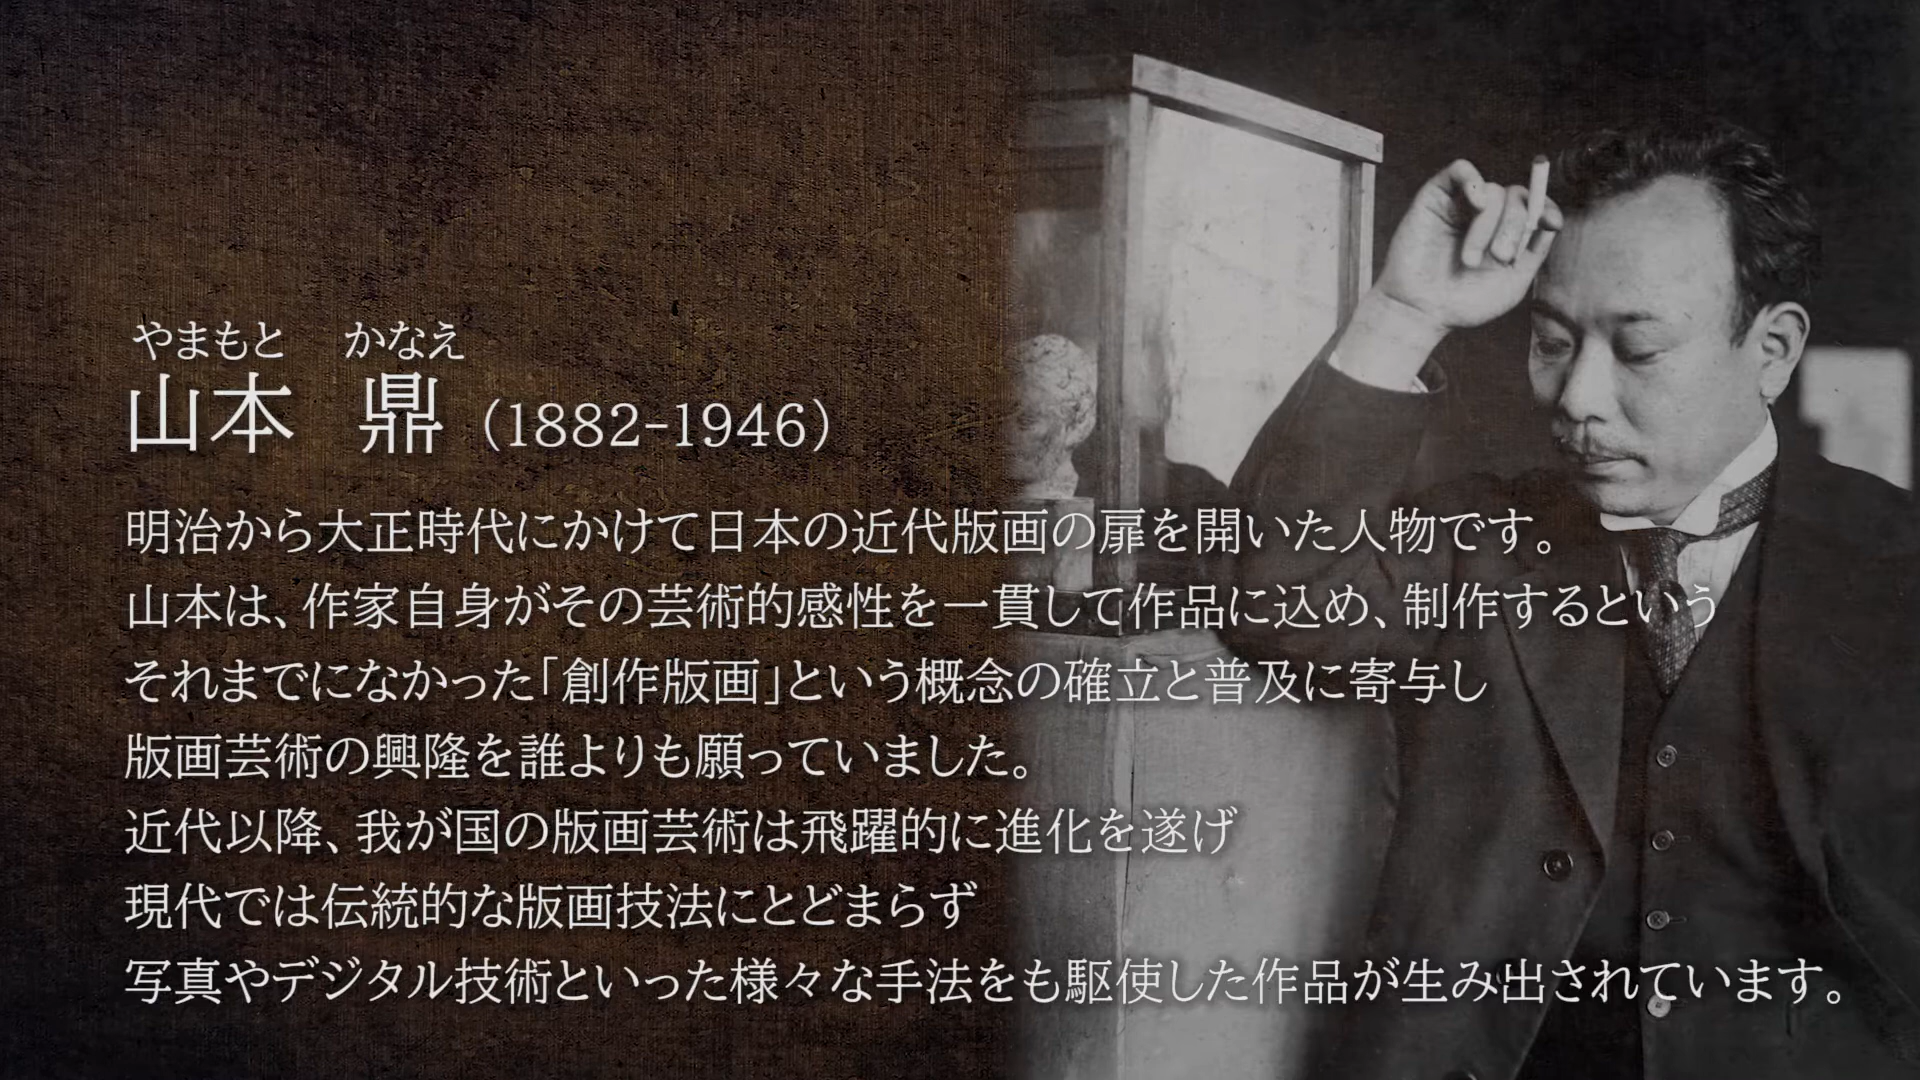 やまもと かなえ
山本 鼎（1882-1946）
明治から大正時代にかけて日本の近代版画の扉を開いた人物です。
山本は、作家自身がその芸術的感性を一貫して作品に込め、制作するという
それまでになかった「創作版画」という概念の確立と普及に寄与し
版画芸術の興隆を誰よりも願っていました。
近代以降、我が国の版画芸術は飛躍的に進化を遂げ
現代では伝統的な版画技法にとどまらず
写真やデジタル技術といった様々な手法をも駆使した作品が生み出されています。